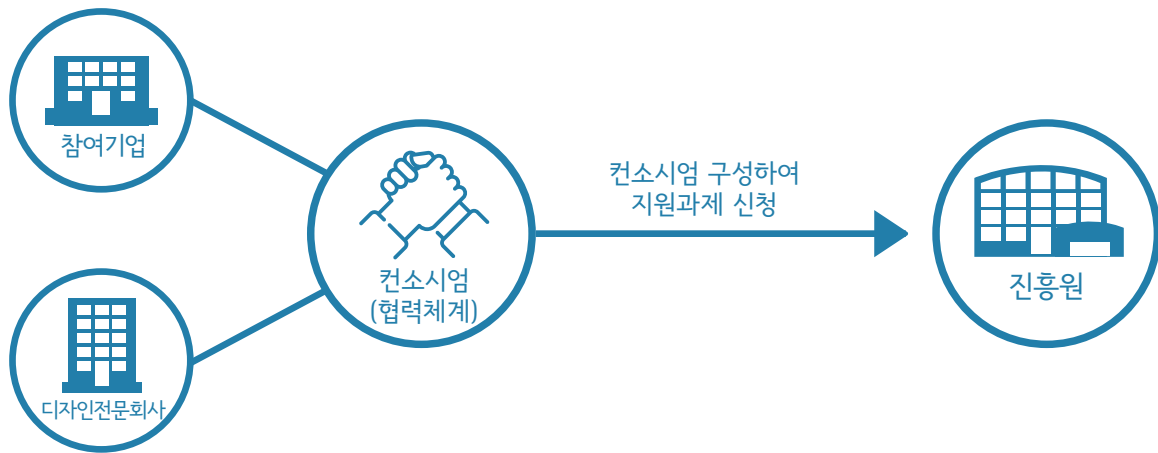 참여기업
디자인전문회사
컨소시엄
(협력체계)
컨소시엄 구성하여
지원과제 신청
진흥원